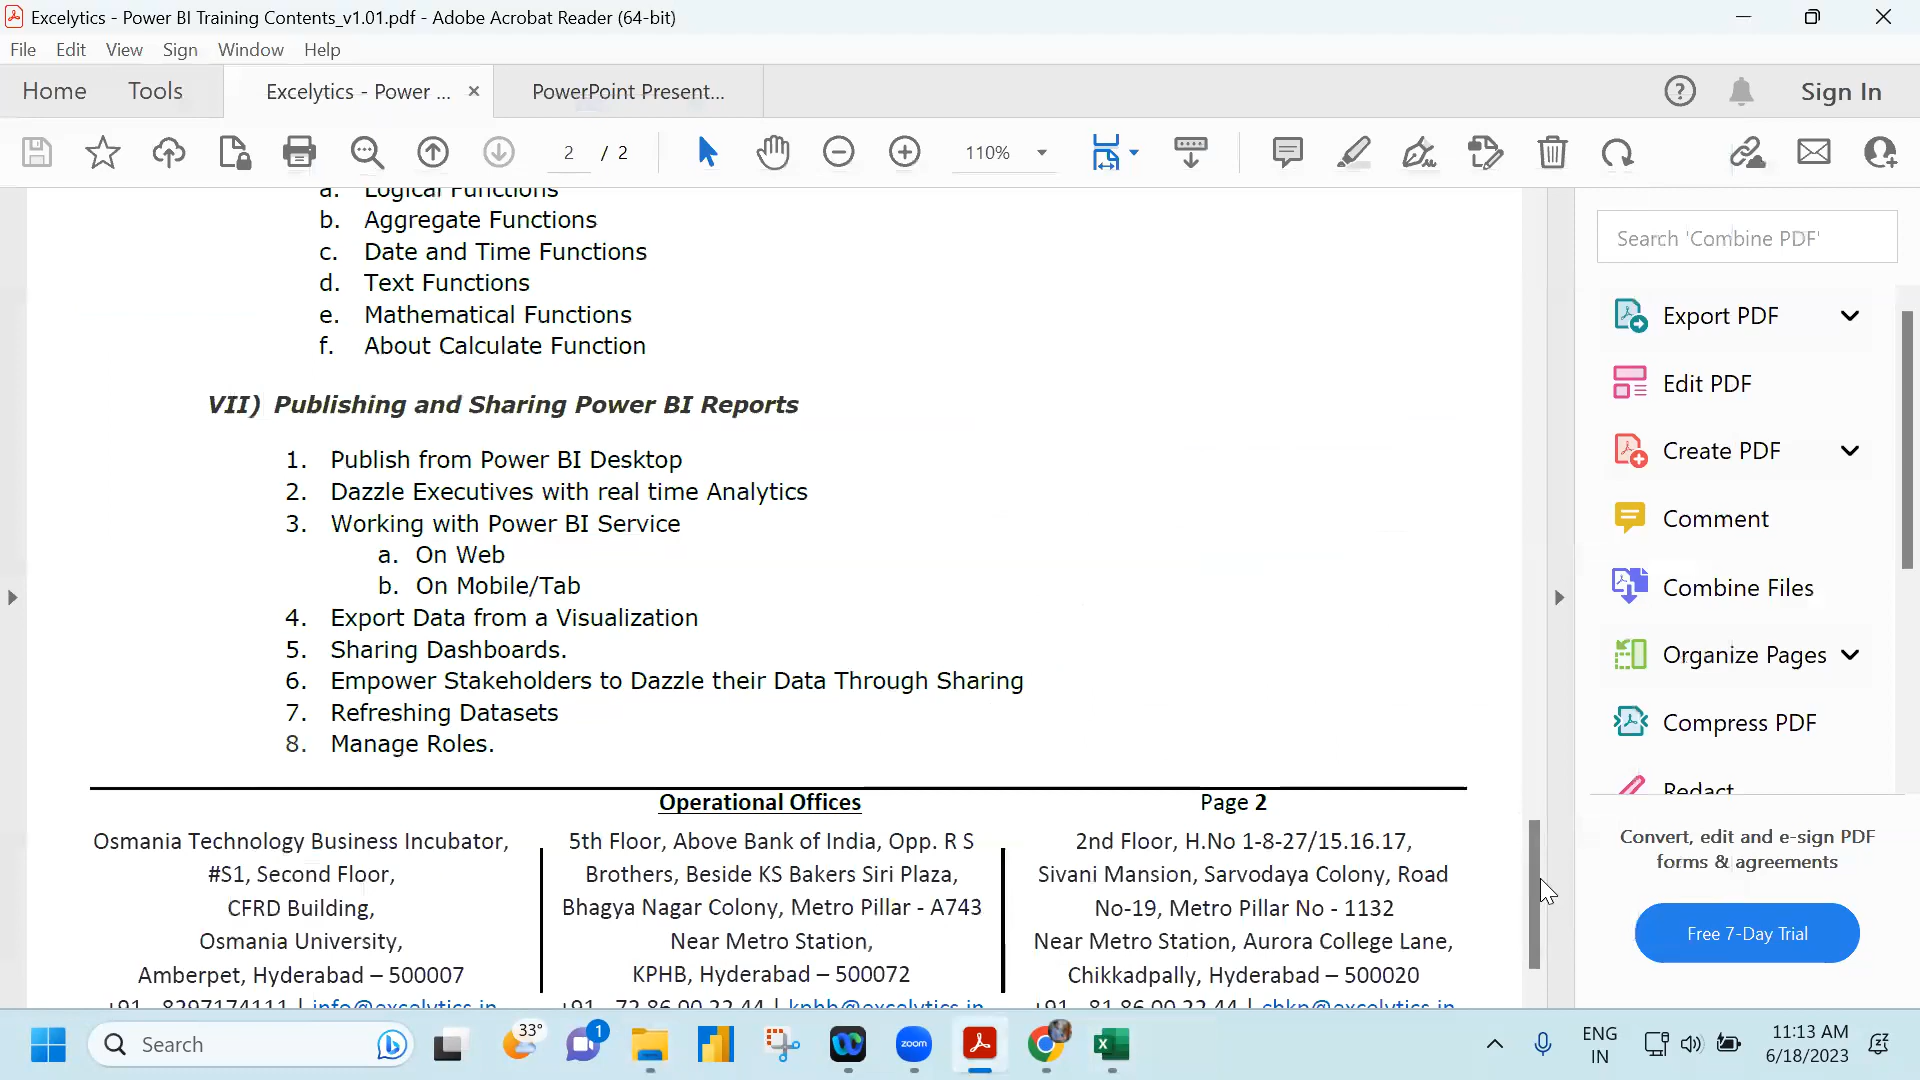 Excelytics - Power BI Training Contents_v1.01.pdf - Adobe Acrobat Reader (64-bit)
File Edit View Sign Window Help
Home Tools Excelytics - Power ... × PowerPoint Present... Sign In
2 / 2 110%
a. Logical Functions
b. Aggregate Functions
c. Date and Time Functions
d. Text Functions
e. Mathematical Functions
f. About Calculate Function
VII) Publishing and Sharing Power BI Reports
1. Publish from Power BI Desktop
2. Dazzle Executives with real time Analytics
3. Working with Power BI Service
a. On Web
b. On Mobile/Tab
4. Export Data from a Visualization
5. Sharing Dashboards.
6. Empower Stakeholders to Dazzle their Data Through Sharing
7. Refreshing Datasets
8. Manage Roles.
Operational Offices
Page 2
Osmania Technology Business Incubator,
#S1, Second Floor,
CFRD Building,
Osmania University,
Amberpet, Hyderabad – 500007
5th Floor, Above Bank of India, Opp. R S
Brothers, Beside KS Bakers Siri Plaza,
Bhagya Nagar Colony, Metro Pillar - A743
Near Metro Station,
KPHB, Hyderabad – 500072
2nd Floor, H.No 1-8-27/15.16.17,
Sivani Mansion, Sarvodaya Colony, Road
No-19, Metro Pillar No - 1132
Near Metro Station, Aurora College Lane,
Chikkadpally, Hyderabad – 500020
Search 'Combine PDF'
Export PDF
Edit PDF
Create PDF
Comment
Combine Files
Organize Pages
Compress PDF
Redact
Convert, edit and e-sign PDF
forms & agreements
Free 7-Day Trial
Search
33°
1
zoom
ENG
IN
11:13 AM
6/18/2023